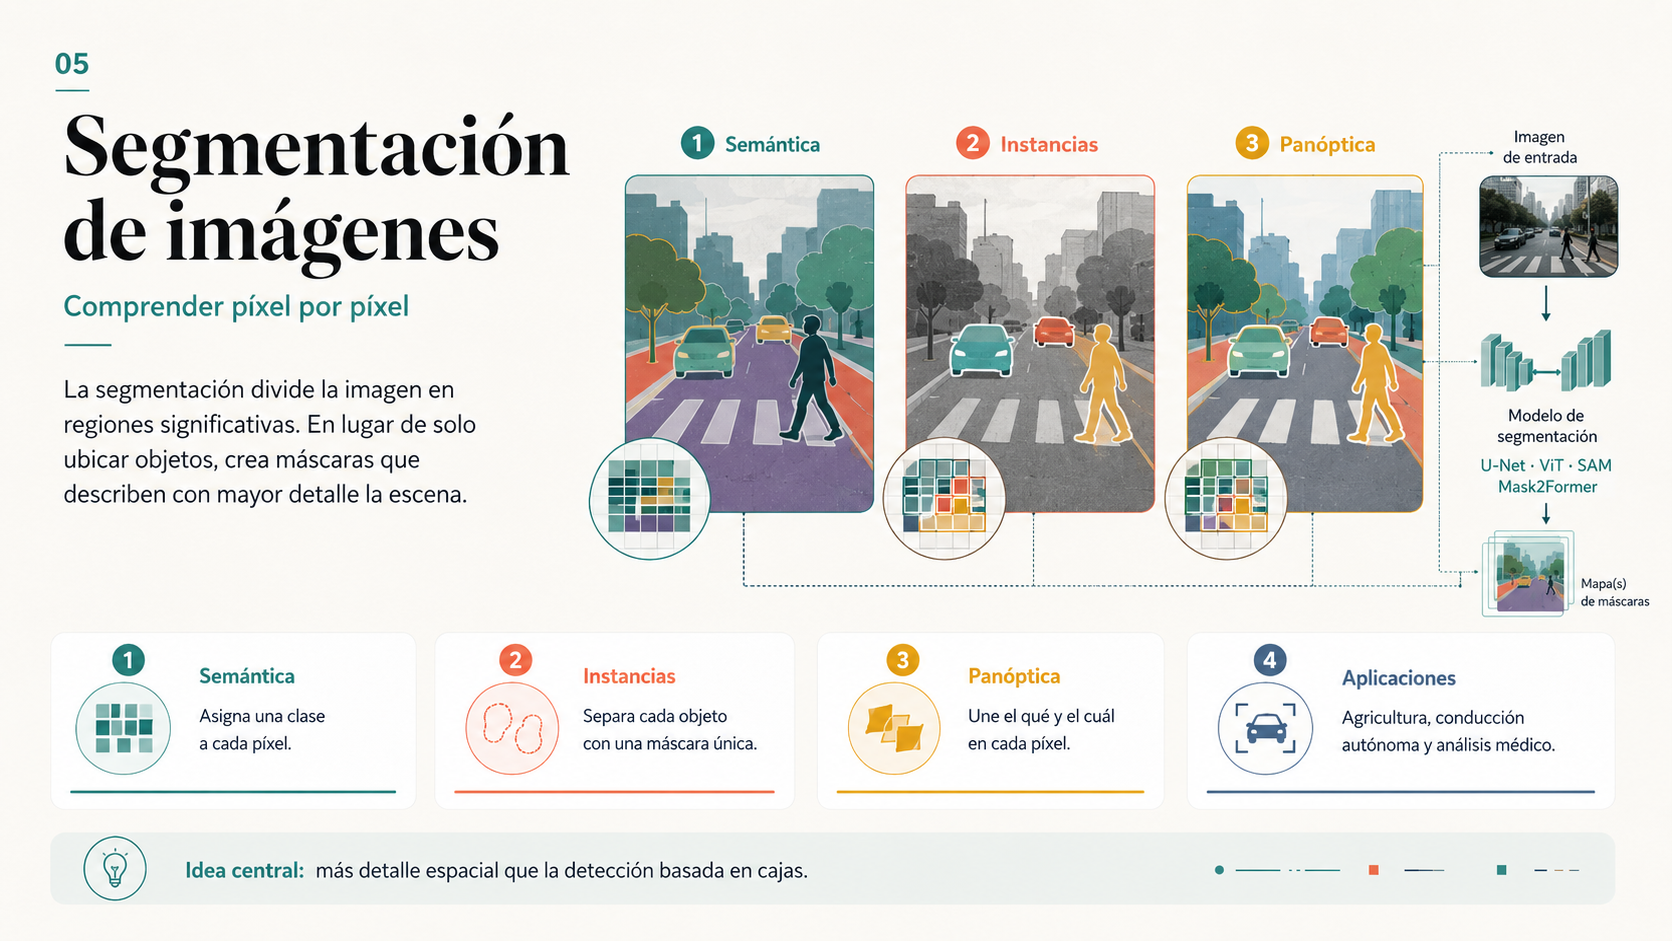 05
Segmentación
de imágenes
Comprender píxel por píxel
La segmentación divide la imagen en
regiones significativas. En lugar de solo
ubicar objetos, crea máscaras que
describen con mayor detalle la escena.
1 Semántica
2 Instancias
3 Panóptica
Imagen
de entrada
Modelo de
segmentación
U-Net · ViT · SAM
Mask2Former
Mapa(s)
de máscaras
1
Semántica
Asigna una clase
a cada píxel.
2
Instancias
Separa cada objeto
con una máscara única.
3
Panóptica
Une el qué y el cuál
en cada píxel.
4
Aplicaciones
Agricultura, conducción
autónoma y análisis médico.
Idea central: más detalle espacial que la detección basada en cajas.